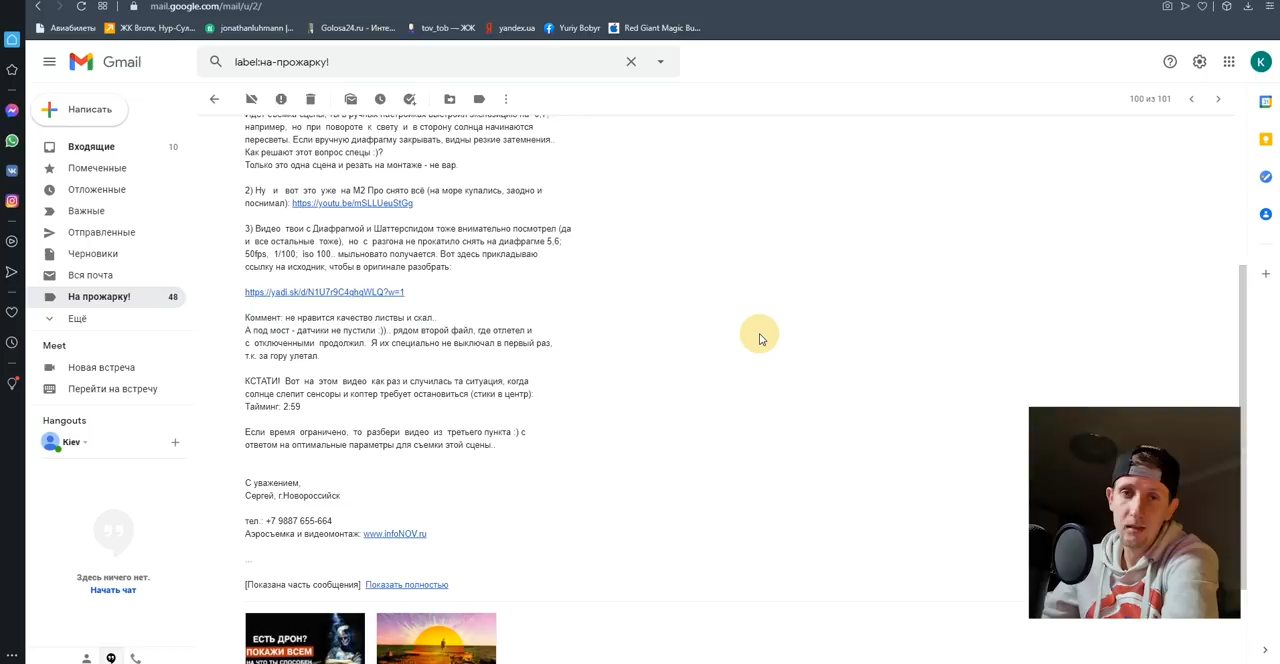 mail.google.com/mail/u/2/
Авиабилеты
ЖК Bronx, Нур-Сул...
jonathanluhmann |...
Golosa24.ru - Инте...
tov_tob — ЖЖ
yandex.ua
Yuriy Bobyr
Red Giant Magic Bu...
Gmail
label:на-прожарку!
K
Написать
100 из 101
Входящие 10
Помеченные
Отложенные
Важные
Отправленные
Черновики
Вся почта
На прожарку! 48
Ещё
Meet
Новая встреча
Перейти на встречу
Hangouts
Kiev
Здесь ничего нет.
Начать чат
например, но при повороте к свету и в сторону солнца начинаются
пересветы. Если вручную диафрагму закрывать, видны резкие затемнения..
Как решают этот вопрос спецы :)?
Только это одна сцена и резать на монтаже - не вар.
2) Ну и вот это уже на М2 Про снято всё (на море купались, заодно и
поснимал): https://youtu.be/mSLLUeuStGg
3) Видео твои с Диафрагмой и Шаттерспидом тоже внимательно посмотрел (да
и все остальные тоже), но с разгона не прокатило снять на диафрагме 5,6;
50fps, 1/100; iso 100.. мыльновато получается. Вот здесь прикладываю
ссылку на исходник, чтобы в оригинале разобрать:
https://yadi.sk/d/N1U7r9C4qhqWLQ?w=1
Коммент: не нравится качество листвы и скал..
А под мост - датчики не пустили :)).. рядом второй файл, где отлетел и
с отключенными продолжил. Я их специально не выключал в первый раз,
т.к. за гору улетал.
КСТАТИ! Вот на этом видео как раз и случилась та ситуация, когда
солнце слепит сенсоры и коптер требует остановиться (стики в центр):
Тайминг: 2:59
Если время ограничено, то разбери видео из третьего пункта :) с
ответом на оптимальные параметры для съемки этой сцены..
С уважением,
Сергей, г.Новороссийск
тел.: +7 9887 655-664
Аэросъемка и видеомонтаж: www.infoNOV.ru
...
[Показана часть сообщения] Показать полностью
ЕСТЬ ДРОН?
ПОКАЖИ ВСЕМ